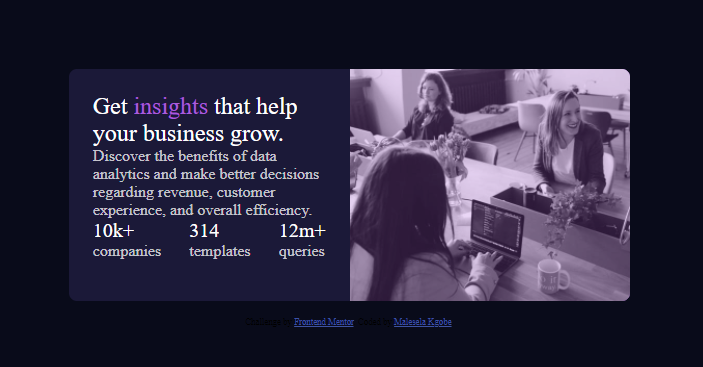 Get insights that help
your business grow.
Discover the benefits of data
analytics and make better decisions
regarding revenue, customer
experience, and overall efficiency.
10k+ 314 12m+
companies templates queries
Challenge by Frontend Mentor. Coded by Malesela Kgobe